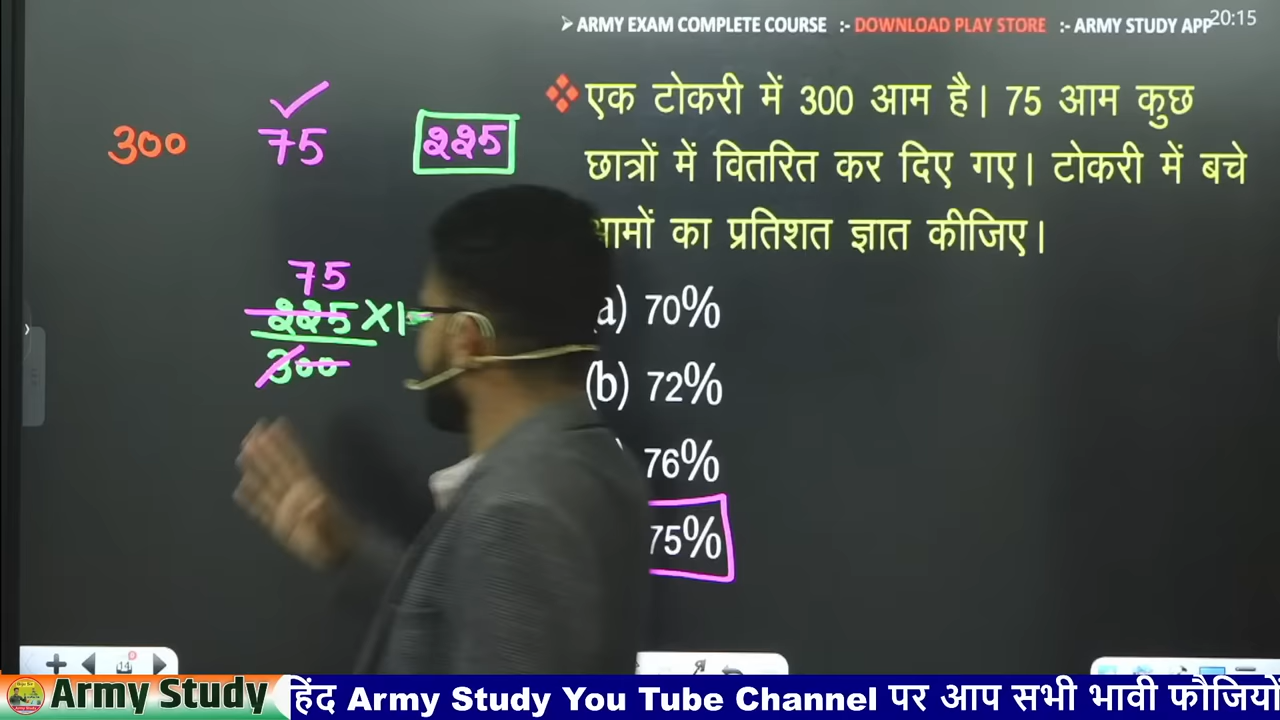 ➤ ARMY EXAM COMPLETE COURSE :- DOWNLOAD PLAY STORE :- ARMY STUDY APP
20:15
300 75 225
❖ एक टोकरी में 300 आम है। 75 आम कुछ
छात्रों में वितरित कर दिए गए। टोकरी में बचे
आमों का प्रतिशत ज्ञात कीजिए।
75
225 ×1
300
a) 70%
(b) 72%
) 76%
75%
14
Army Study
हिंद Army Study You Tube Channel पर आप सभी भावी फौजियों